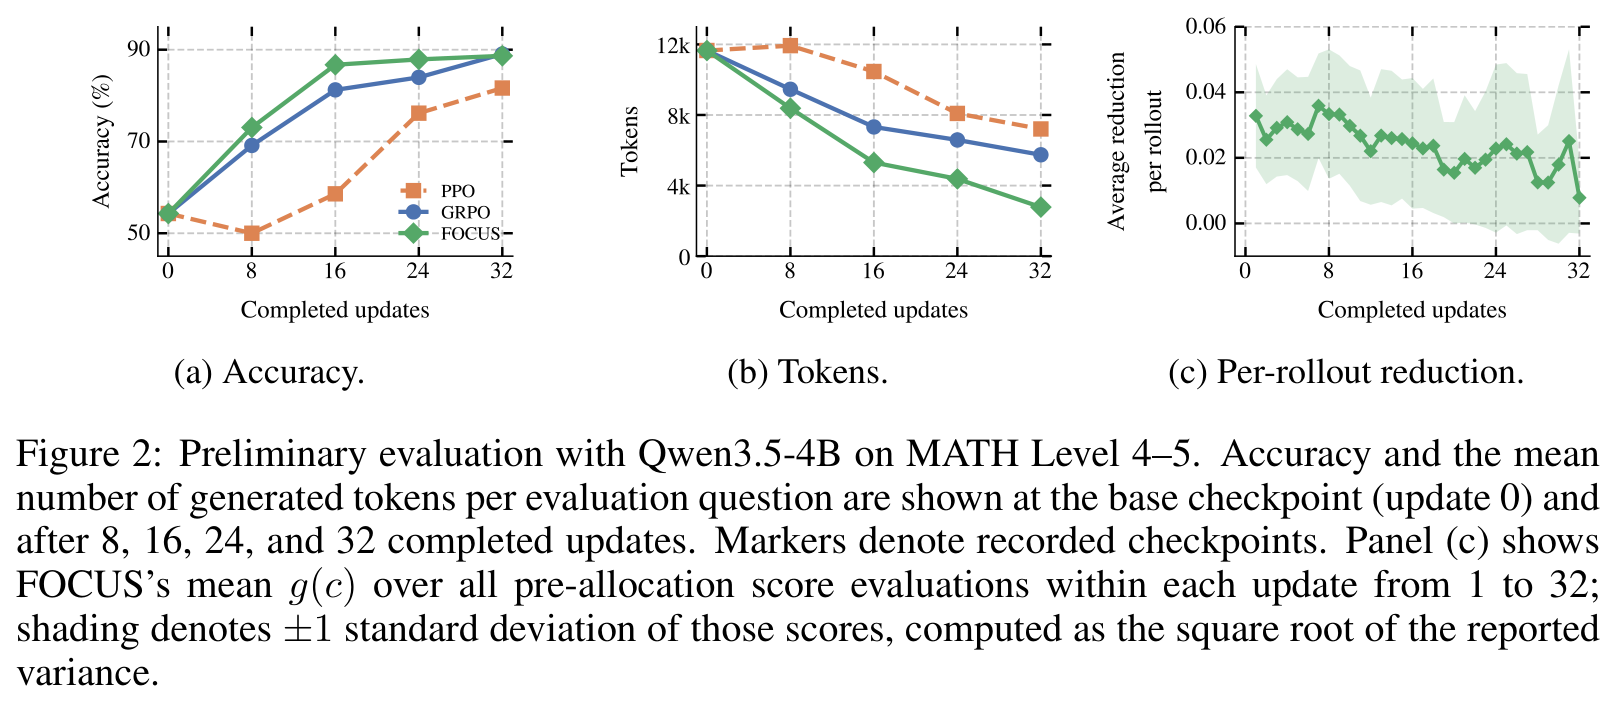 90
70
50
Accuracy (%)
PPO
GRPO
FOCUS
0 8 16 24 32
Completed updates
(a) Accuracy.
12k
8k
4k
0
Tokens
0 8 16 24 32
Completed updates
(b) Tokens.
0.06
0.04
0.02
0.00
Average reduction
per rollout
0 8 16 24 32
Completed updates
(c) Per-rollout reduction.
Figure 2: Preliminary evaluation with Qwen3.5-4B on MATH Level 4–5. Accuracy and the mean
number of generated tokens per evaluation question are shown at the base checkpoint (update 0) and
after 8, 16, 24, and 32 completed updates. Markers denote recorded checkpoints. Panel (c) shows
FOCUS's mean g(c) over all pre-allocation score evaluations within each update from 1 to 32;
shading denotes ±1 standard deviation of those scores, computed as the square root of the reported
variance.